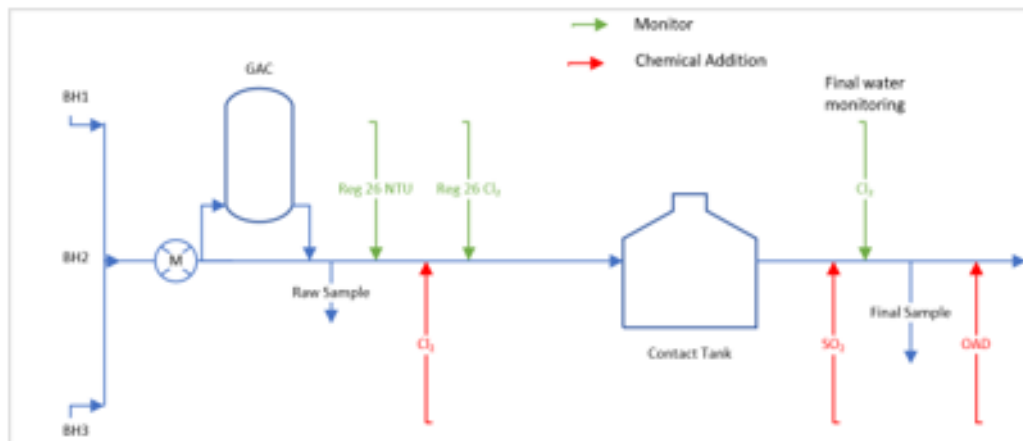 Monitor
Chemical Addition
GAC
Final water
monitoring
BH1
Reg 26 NTU
Reg 26 Cl₂
Cl₂
BH2
M
Raw Sample
Final Sample
Cl₂
Contact Tank
SO₂
OAD
BH3